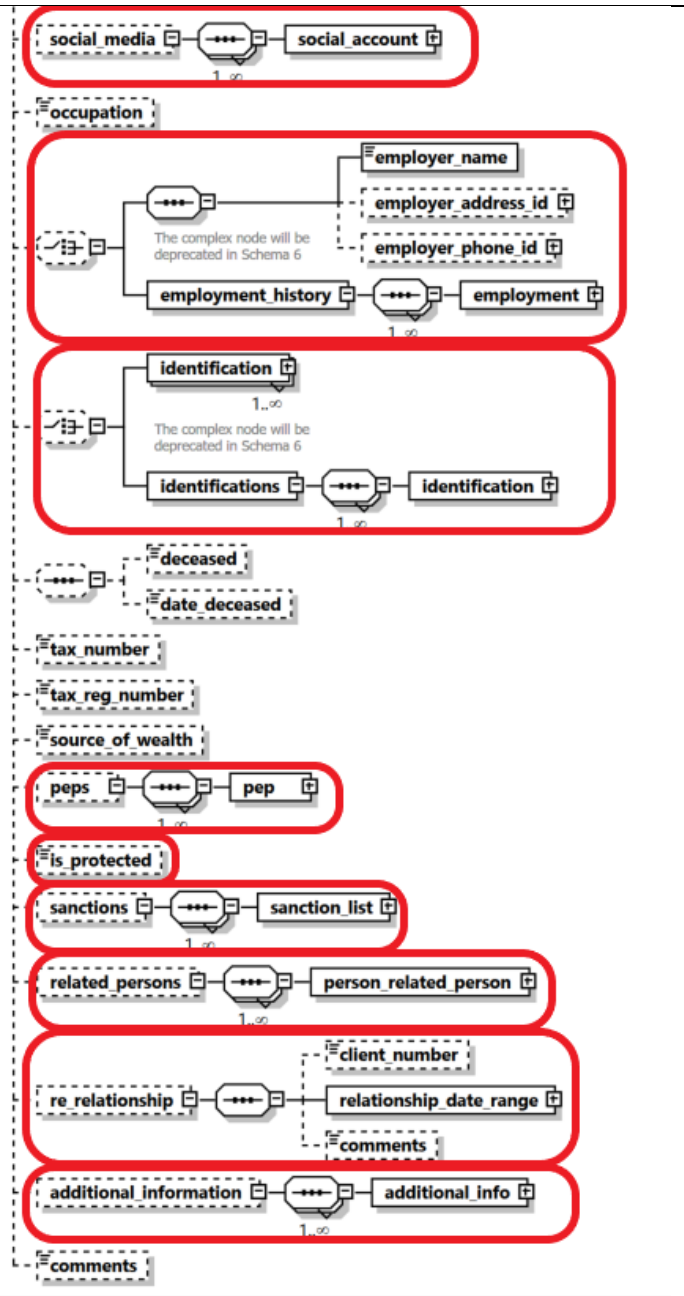 social_media
social_account
1..∞
occupation
employer_name
employer_address_id
The complex node will be
deprecated in Schema 6
employer_phone_id
employment_history
employment
1..∞
identification
1..∞
The complex node will be
deprecated in Schema 6
identifications
identification
1..∞
deceased
date_deceased
tax_number
tax_reg_number
source_of_wealth
peps
pep
1..∞
is_protected
sanctions
sanction_list
1..∞
related_persons
person_related_person
1..∞
client_number
re_relationship
relationship_date_range
comments
additional_information
additional_info
1..∞
comments